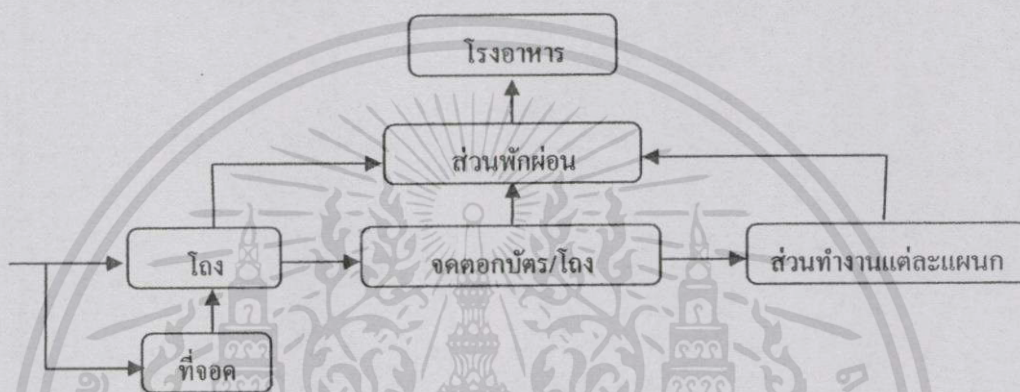 โรงอาหาร
ส่วนพักผ่อน
โถง
จดตอกบัตร/โถง
ส่วนทำงานแต่ละแผนก
ที่จอด